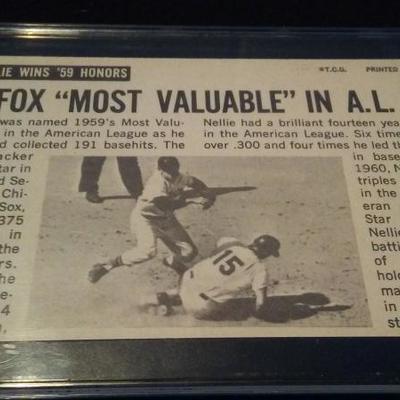 LIE WINS '59 HONORS
©T.C.G. PRINTED
FOX "MOST VALUABLE" IN A.L.
was named 1959's Most Valu-
in the American League as he
d collected 191 basehits. The
acker
tar in
d Se-
Chi-
Sox,
375
in
the
rs.
he
e-
4
n,
15
Nellie had a brilliant fourteen year
in the American League. Six time
over .300 and four times he led th
in base
1960, N
triples
in the
eran
Star
Nellie
batti
of
hold
ma
in
st